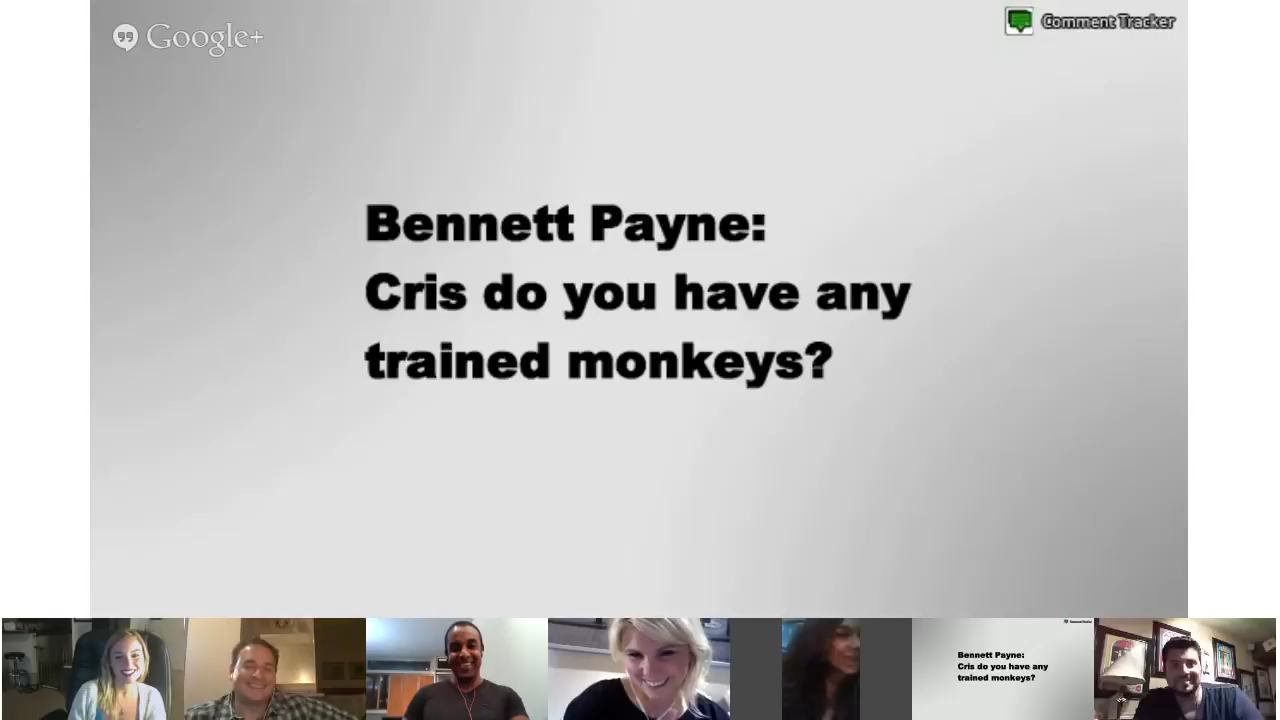 Google+
Comment Tracker
Bennett Payne:
Cris do you have any
trained monkeys?
Bennett Payne:
Cris do you have any
trained monkeys?